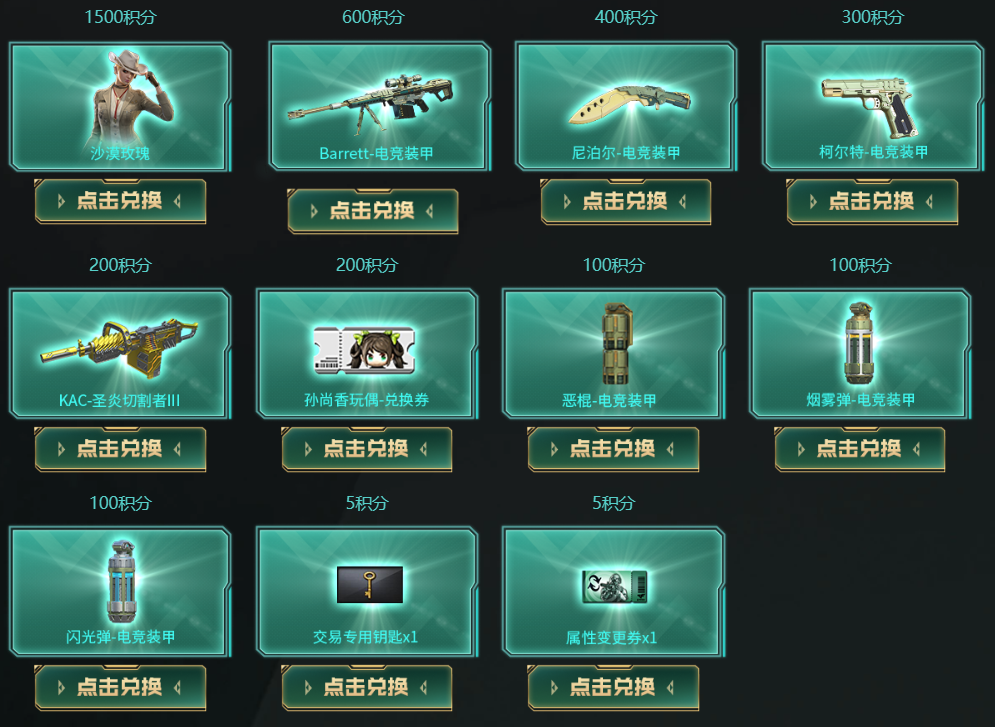 1500积分
600积分
400积分
300积分
沙漠玫瑰
Barrett-电竞装甲
尼泊尔-电竞装甲
柯尔特-电竞装甲
点击兑换
点击兑换
点击兑换
点击兑换
200积分
200积分
100积分
100积分
KAC-圣炎切割者III
孙尚香玩偶-兑换券
恶棍-电竞装甲
烟雾弹-电竞装甲
点击兑换
点击兑换
点击兑换
点击兑换
100积分
5积分
5积分
闪光弹-电竞装甲
交易专用钥匙x1
属性变更券x1
点击兑换
点击兑换
点击兑换